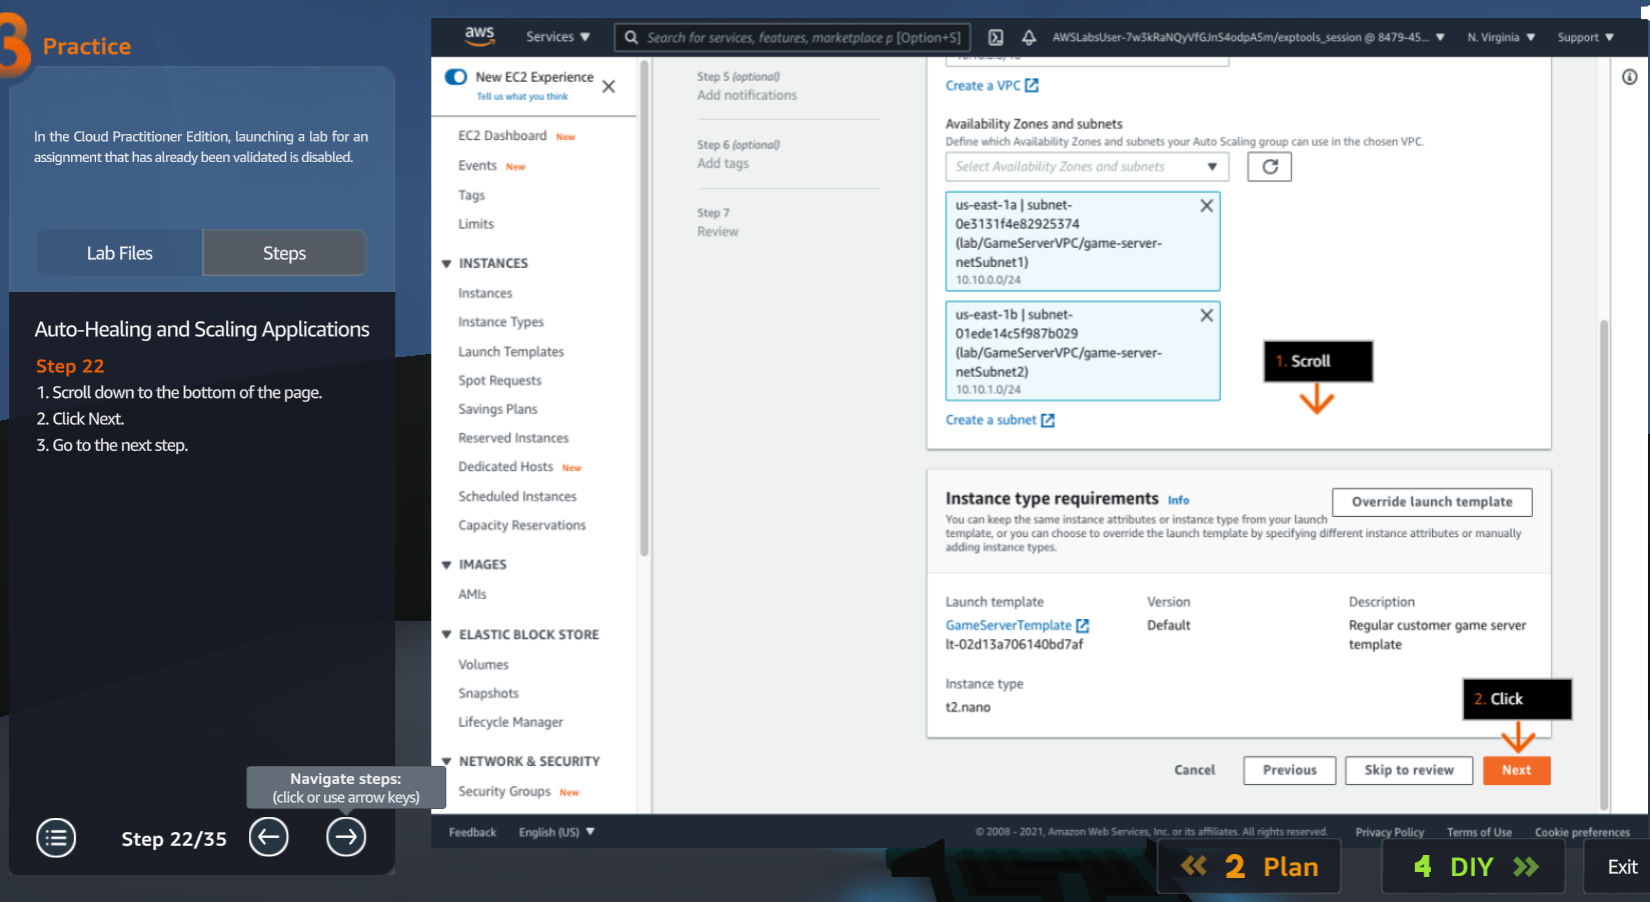 3 Practice
In the Cloud Practitioner Edition, launching a lab for an
assignment that has already been validated is disabled.
Lab Files
Steps
Auto-Healing and Scaling Applications
Step 22
1. Scroll down to the bottom of the page.
2. Click Next.
3. Go to the next step.
Navigate steps:
(click or use arrow keys)
Step 22/35
aws
Services ▼
Search for services, features, marketplace p [Option+S]
AWSLabsUser-7w3kRaNQyVfGJnS4odpA5m/exptools_session @ 8479-45... ▼
N. Virginia ▼
Support ▼
New EC2 Experience
Tell us what you think
EC2 Dashboard New
Events New
Tags
Limits
▼ INSTANCES
Instances
Instance Types
Launch Templates
Spot Requests
Savings Plans
Reserved Instances
Dedicated Hosts New
Scheduled Instances
Capacity Reservations
▼ IMAGES
AMIs
▼ ELASTIC BLOCK STORE
Volumes
Snapshots
Lifecycle Manager
▼ NETWORK & SECURITY
Security Groups New
Step 5 (optional)
Add notifications
Step 6 (optional)
Add tags
Step 7
Review
Create a VPC
Availability Zones and subnets
Define which Availability Zones and subnets your Auto Scaling group can use in the chosen VPC.
Select Availability Zones and subnets
us-east-1a | subnet-
0e3131f4e82925374
(lab/GameServerVPC/game-server-
netSubnet1)
10.10.0.0/24
us-east-1b | subnet-
01ede14c5f987b029
(lab/GameServerVPC/game-server-
netSubnet2)
10.10.1.0/24
Create a subnet
1. Scroll
Instance type requirements Info
Override launch template
You can keep the same instance attributes or instance type from your launch
template, or you can choose to override the launch template by specifying different instance attributes or manually
adding instance types.
Launch template
GameServerTemplate
lt-02d13a706140bd7af
Version
Default
Description
Regular customer game server
template
Instance type
t2.nano
2. Click
Cancel
Previous
Skip to review
Next
Feedback
English (US) ▼
© 2008 - 2021, Amazon Web Services, Inc. or its affiliates. All rights reserved.
Privacy Policy
Terms of Use
Cookie preferences
2 Plan
4 DIY
Exit